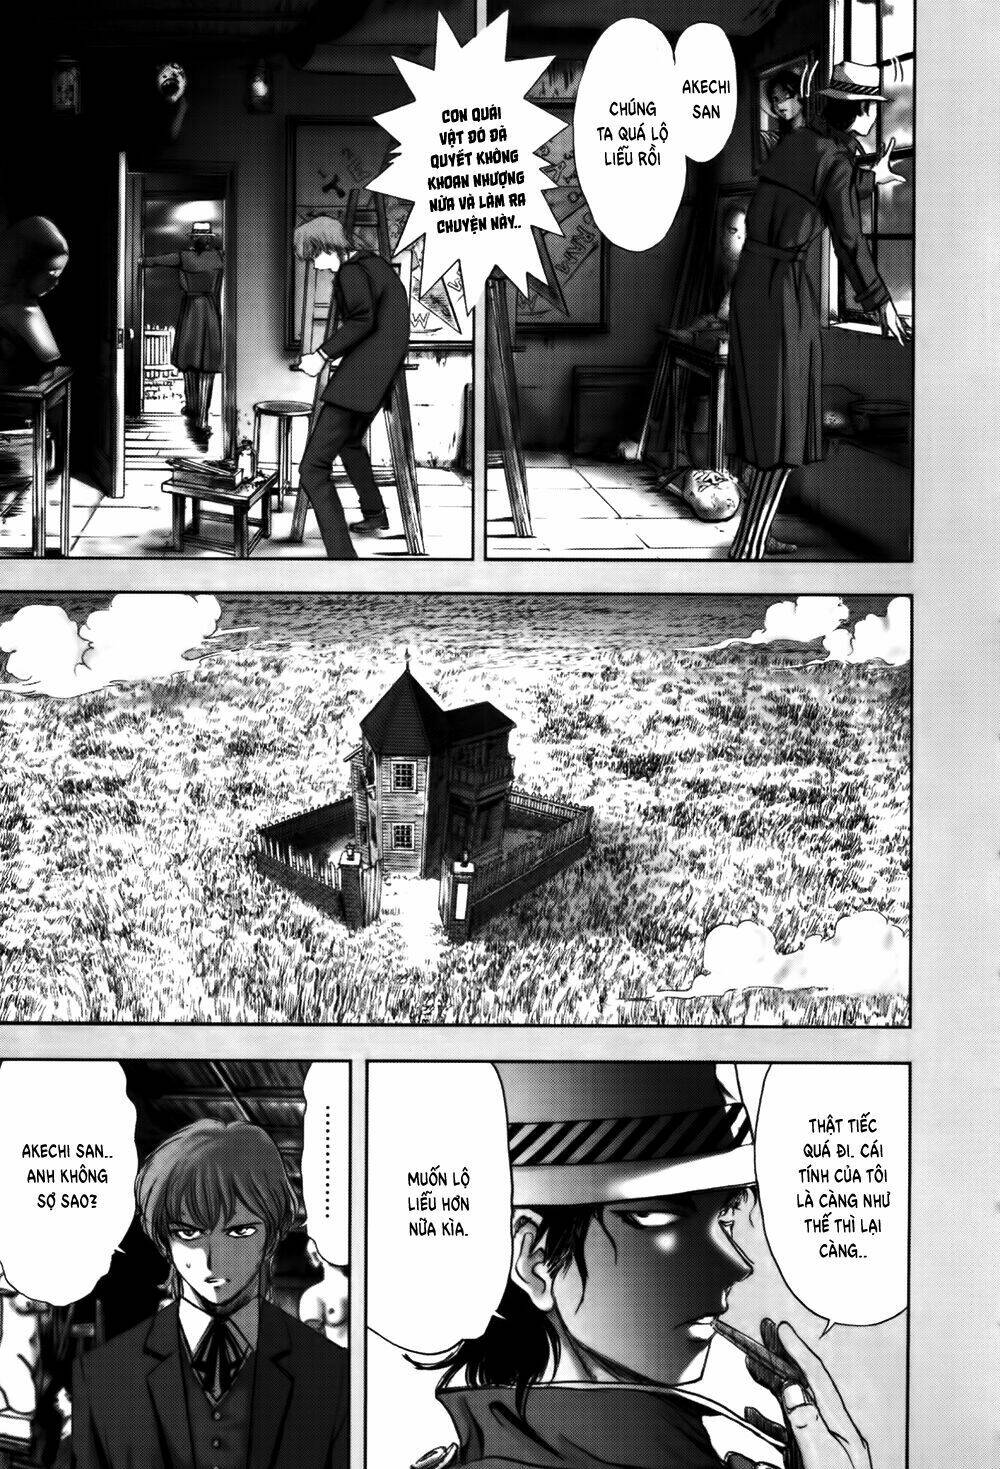 AKECHI
SAN
CHÚNG
TA QUÁ LỘ
LIỄU RỒI
CON QUÁI
VẬT ĐÓ ĐÃ
QUYẾT KHÔNG
KHOAN NHƯỢNG
NỮA VÀ LÀM RA
CHUYỆN NÀY..
THẬT TIẾC
QUÁ ĐI. CÁI
TÍNH CỦA TÔI
LÀ CÀNG NHƯ
THẾ THÌ LẠI
CÀNG..
MUỐN LỘ
LIỄU HƠN
NỮA KÌA.
..........
AKECHI SAN..
ANH KHÔNG
SỢ SAO?